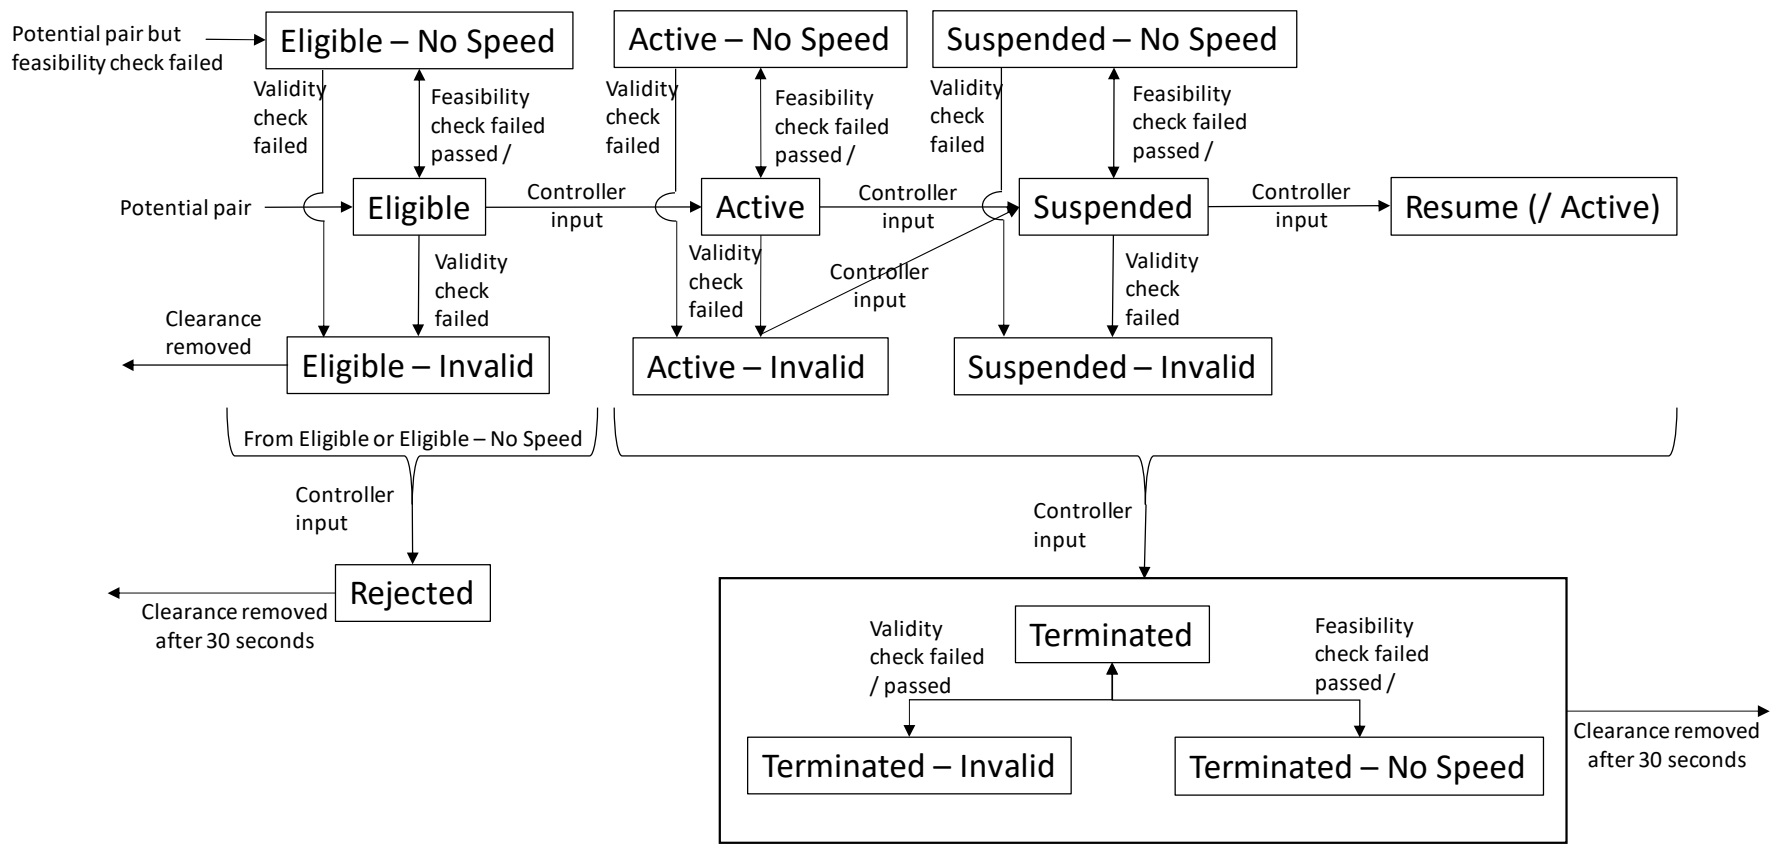 Potential pair but
feasibility check failed
Eligible – No Speed
Active – No Speed
Suspended – No Speed
Validity
check
failed
Feasibility
check failed
passed /
Validity
check
failed
Feasibility
check failed
passed /
Validity
check
failed
Feasibility
check failed
passed /
Potential pair
Eligible
Controller
input
Active
Controller
input
Suspended
Controller
input
Resume (/ Active)
Validity
check
failed
Validity
check
failed
Controller
input
Validity
check
failed
Clearance
removed
Eligible – Invalid
Active – Invalid
Suspended – Invalid
From Eligible or Eligible – No Speed
Controller
input
Controller
input
Rejected
Clearance removed
after 30 seconds
Terminated
Validity
check failed
/ passed
Feasibility
check failed
passed /
Terminated – Invalid
Terminated – No Speed
Clearance removed
after 30 seconds